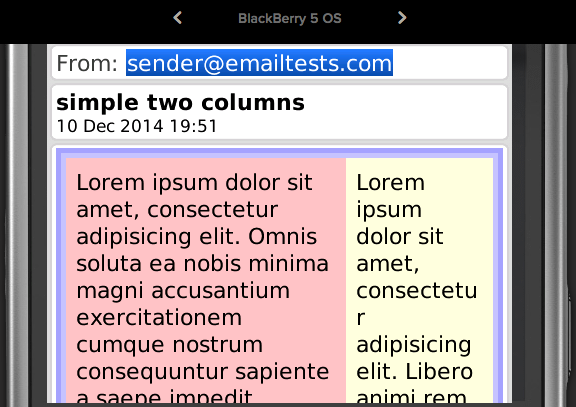 BlackBerry 5 OS
From: sender@emailtests.com
simple two columns
10 Dec 2014 19:51
Lorem ipsum dolor sit
amet, consectetur
adipisicing elit. Omnis
soluta ea nobis minima
magni accusantium
exercitationem
cumque nostrum
consequuntur sapiente
a saepe impedit
Lorem
ipsum
dolor sit
amet,
consectetu
r
adipisicing
elit. Libero
animi rem